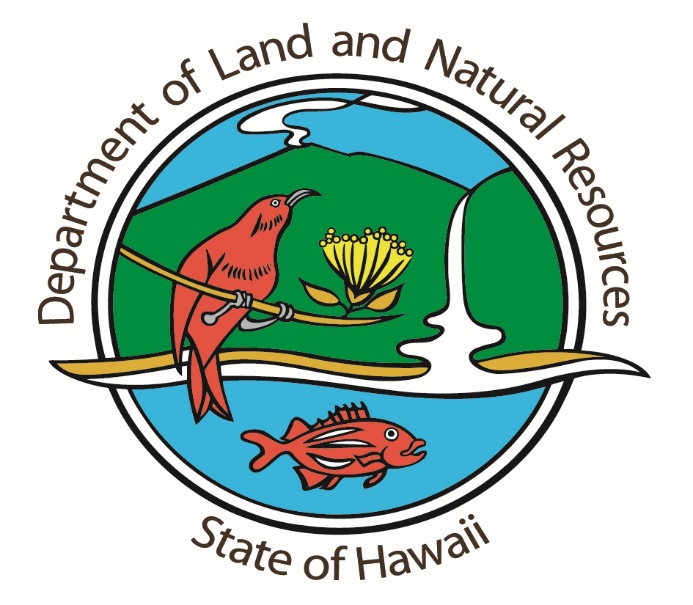 Department of Land and Natural Resources
State of Hawaii